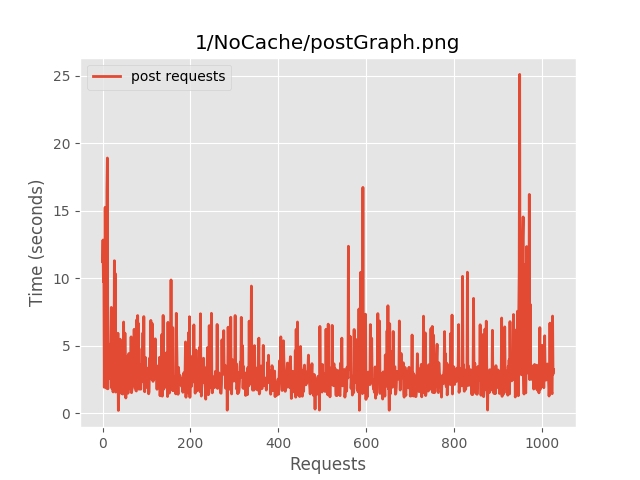 1/NoCache/postGraph.png
post requests
25
20
15
10
5
0
Time (seconds)
0 200 400 600 800 1000
Requests